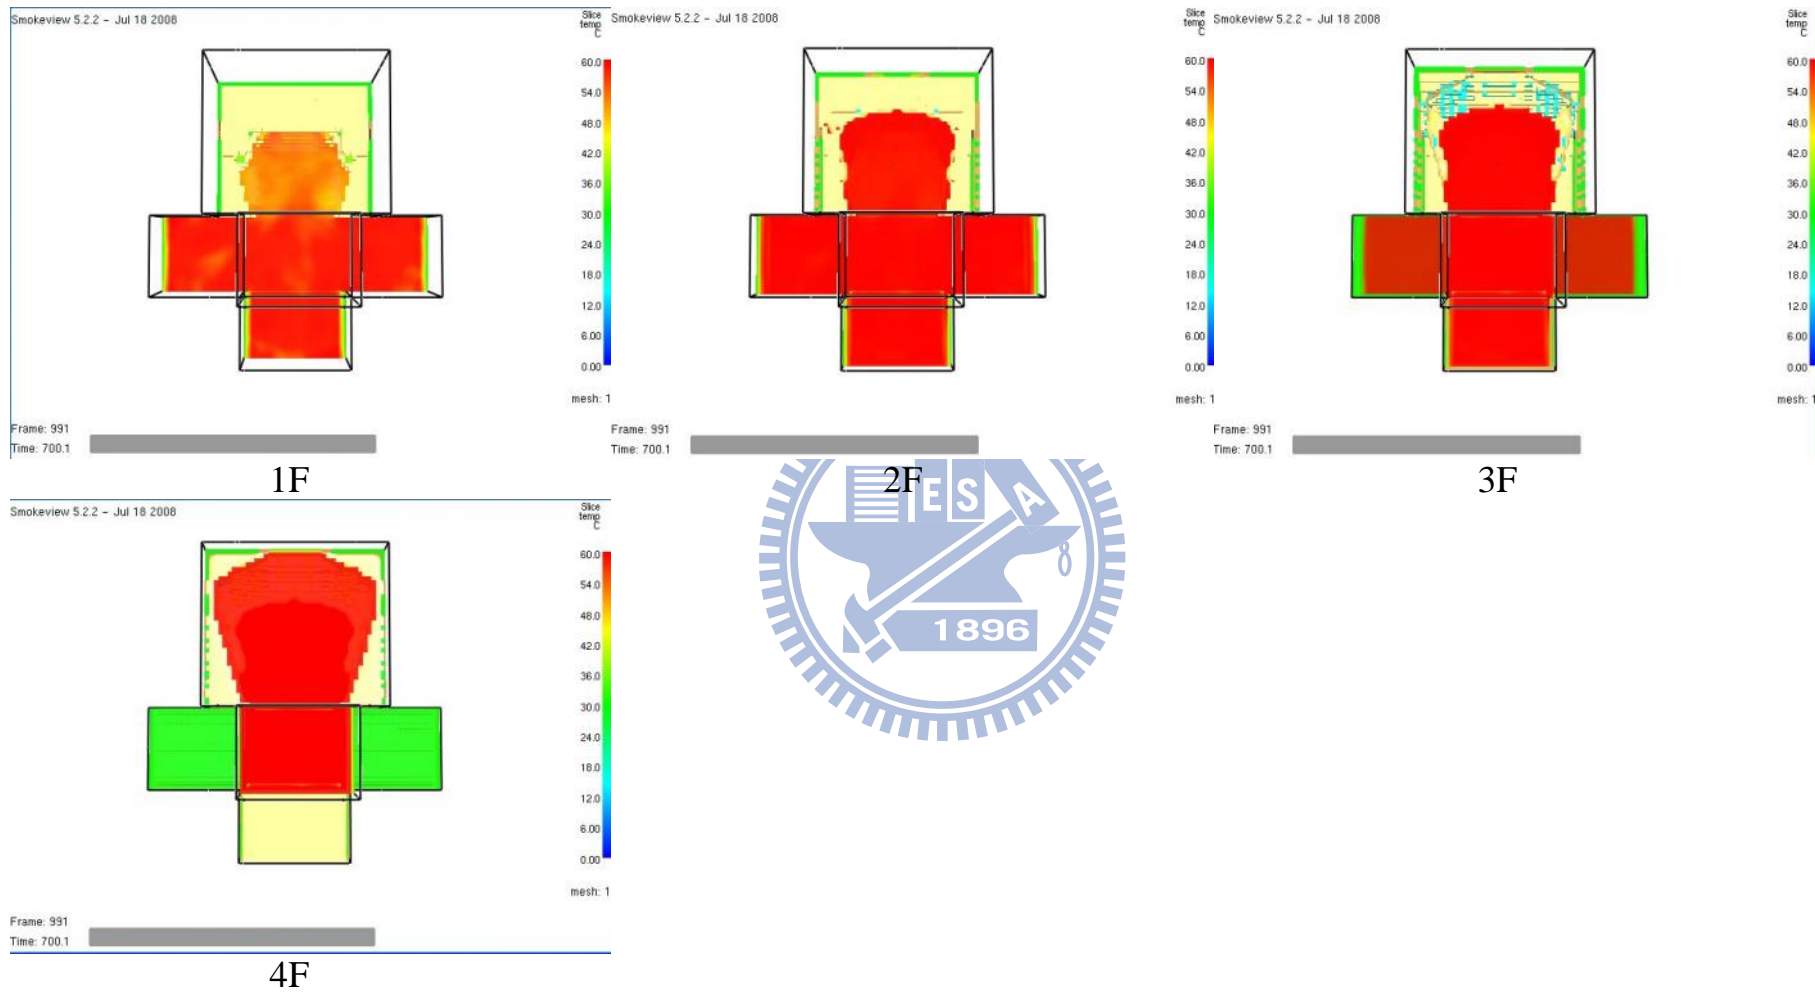 Smokeview 5.2.2 - Jul 18 2008
Slice
temp
C
60.0
54.0
48.0
42.0
36.0
30.0
24.0
18.0
12.0
6.00
0.00
mesh: 1
Frame: 991
Time: 700.1
1F
Smokeview 5.2.2 - Jul 18 2008
Slice
temp
C
60.0
54.0
48.0
42.0
36.0
30.0
24.0
18.0
12.0
6.00
0.00
mesh: 1
Frame: 991
Time: 700.1
2F
Smokeview 5.2.2 - Jul 18 2008
Slice
temp
C
60.0
54.0
48.0
42.0
36.0
30.0
24.0
18.0
12.0
6.00
0.00
mesh: 1
Frame: 991
Time: 700.1
3F
ES
A
8
1896
Smokeview 5.2.2 - Jul 18 2008
Slice
temp
C
60.0
54.0
48.0
42.0
36.0
30.0
24.0
18.0
12.0
6.00
0.00
mesh: 1
Frame: 991
Time: 700.1
4F